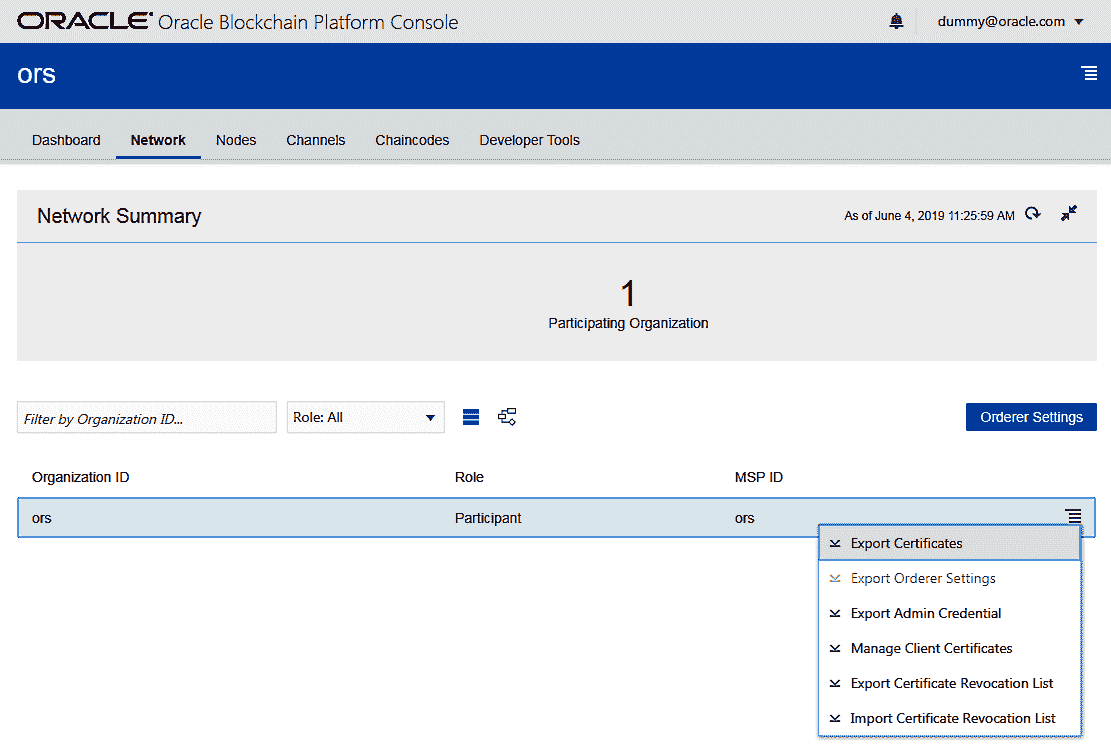 ORACLE Oracle Blockchain Platform Console
dummy@oracle.com
ors
Dashboard Network Nodes Channels Chaincodes Developer Tools
Network Summary
As of June 4, 2019 11:25:59 AM
1
Participating Organization
Filter by Organization ID...
Role: All
Orderer Settings
Organization ID Role MSP ID
ors Participant ors
Export Certificates
Export Orderer Settings
Export Admin Credential
Manage Client Certificates
Export Certificate Revocation List
Import Certificate Revocation List